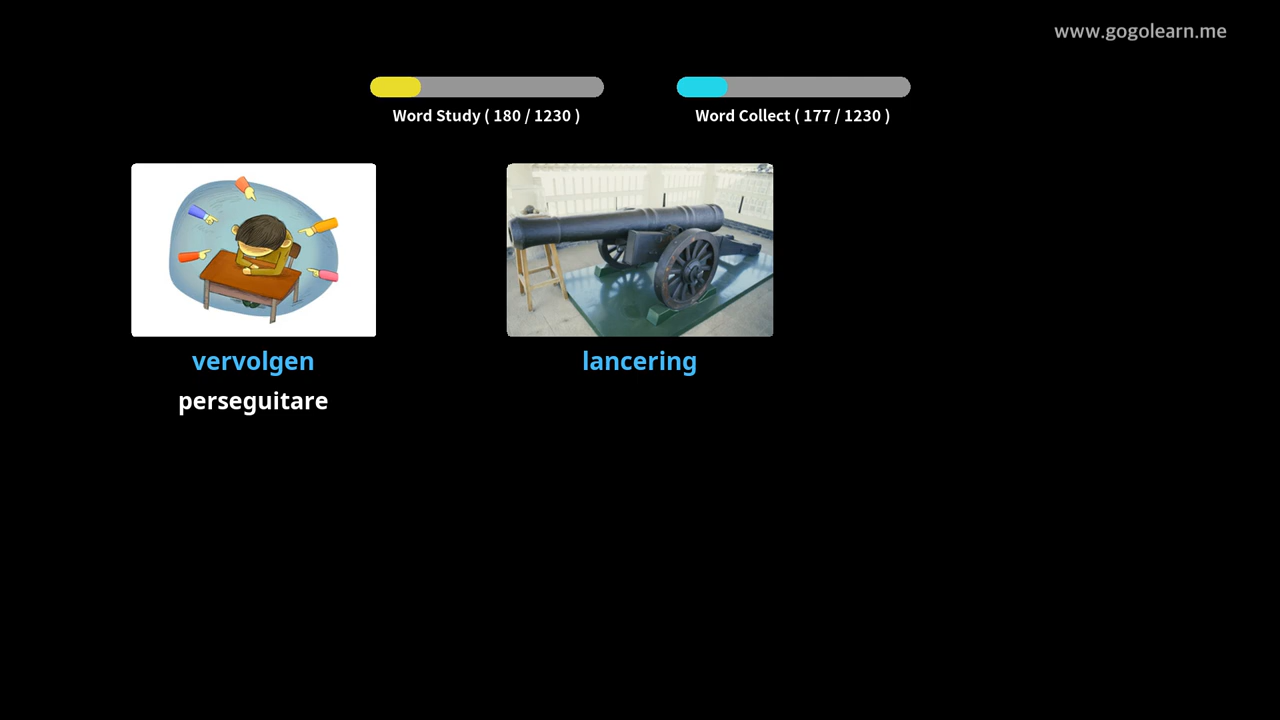 www.gogolearn.me
Word Study ( 180 / 1230 )
Word Collect ( 177 / 1230 )
vervolgen
lancering
perseguitare